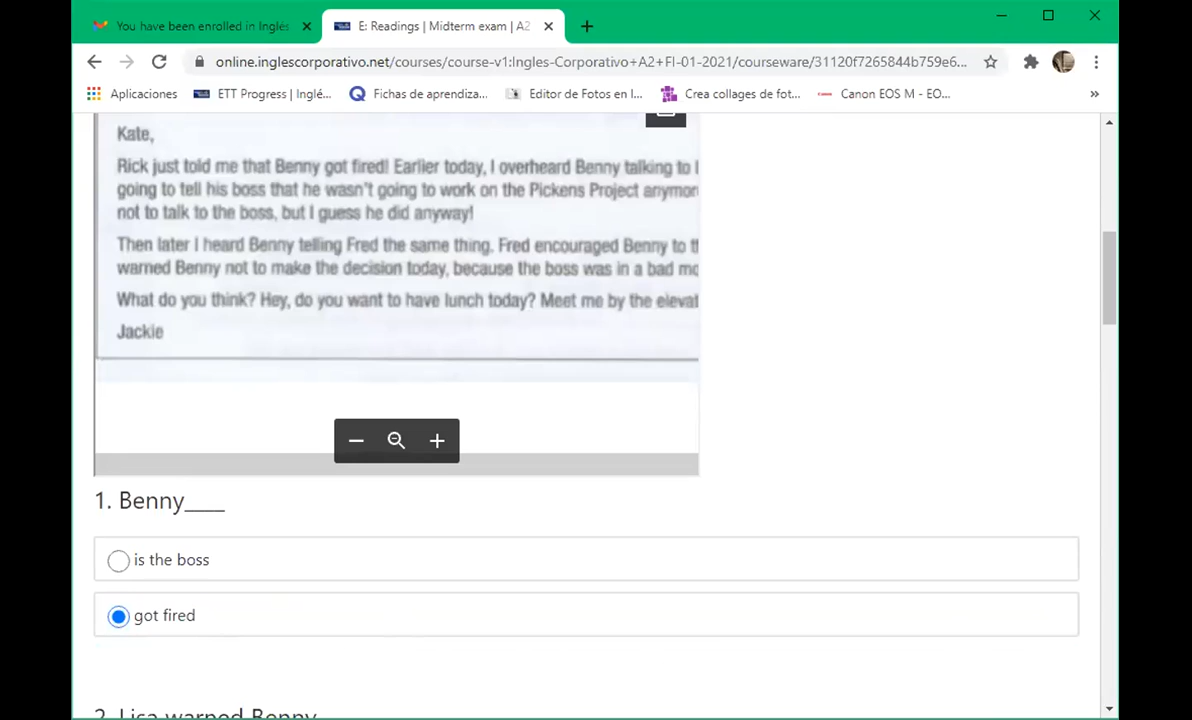 You have been enrolled in Inglés
E: Readings | Midterm exam | A2
online.inglescorporativo.net/courses/course-v1:Ingles-Corporativo+A2+FI-01-2021/courseware/31120f7265844b759e6...
Aplicaciones
ETT Progress | Inglé...
Fichas de aprendiza...
Editor de Fotos en l...
Crea collages de fot...
Canon EOS M - EO...
»
Kate,
Rick just told me that Benny got fired! Earlier today, I overheard Benny talking to
going to tell his boss that he wasn't going to work on the Pickens Project
not to talk to the boss, but I guess he did anyway!
Then later I heard Benny telling Fred the same thing. Fred encouraged Benny to
warned Benny not to make the decision today, because the boss was in a bad
What do you think? Hey, do you want to have lunch today? Meet me by the
Jackie
1. Benny____
is the boss
got fired
2. Lisa warned Benny